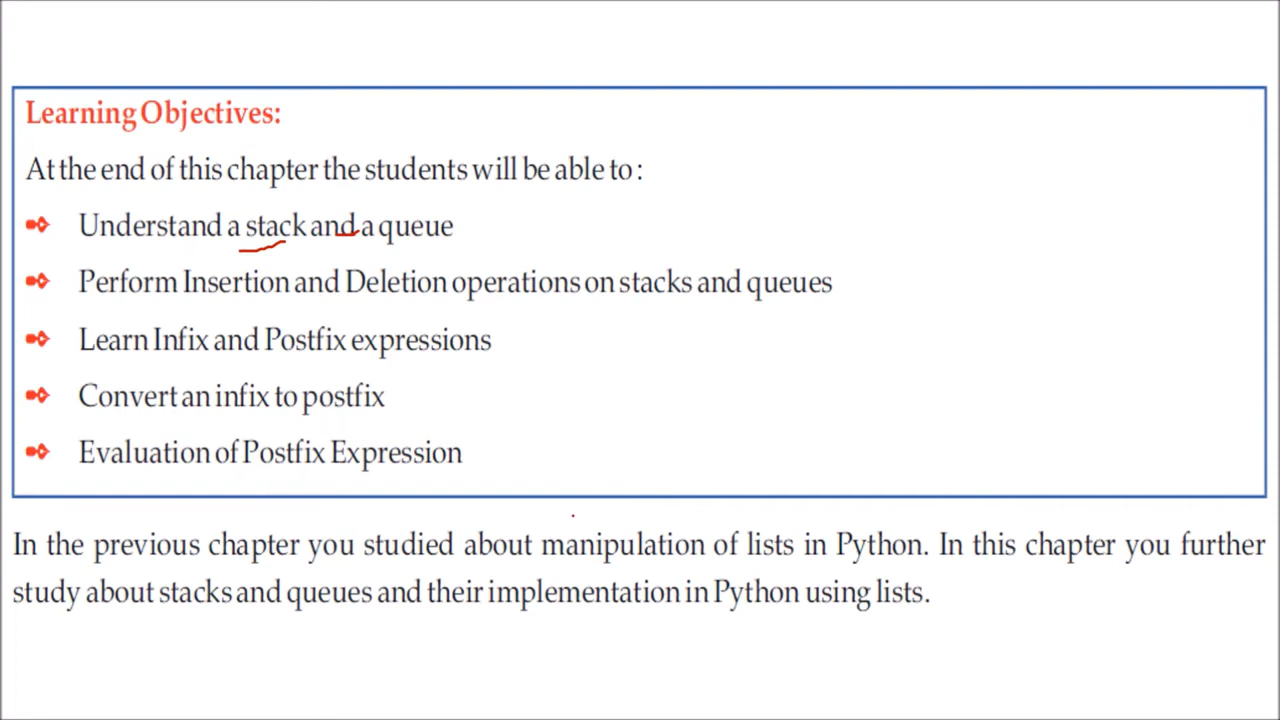 Learning Objectives:
At the end of this chapter the students will be able to :
Understand a stack and a queue
Perform Insertion and Deletion operations on stacks and queues
Learn Infix and Postfix expressions
Convert an infix to postfix
Evaluation of Postfix Expression
In the previous chapter you studied about manipulation of lists in Python. In this chapter you further
study about stacks and queues and their implementation in Python using lists.